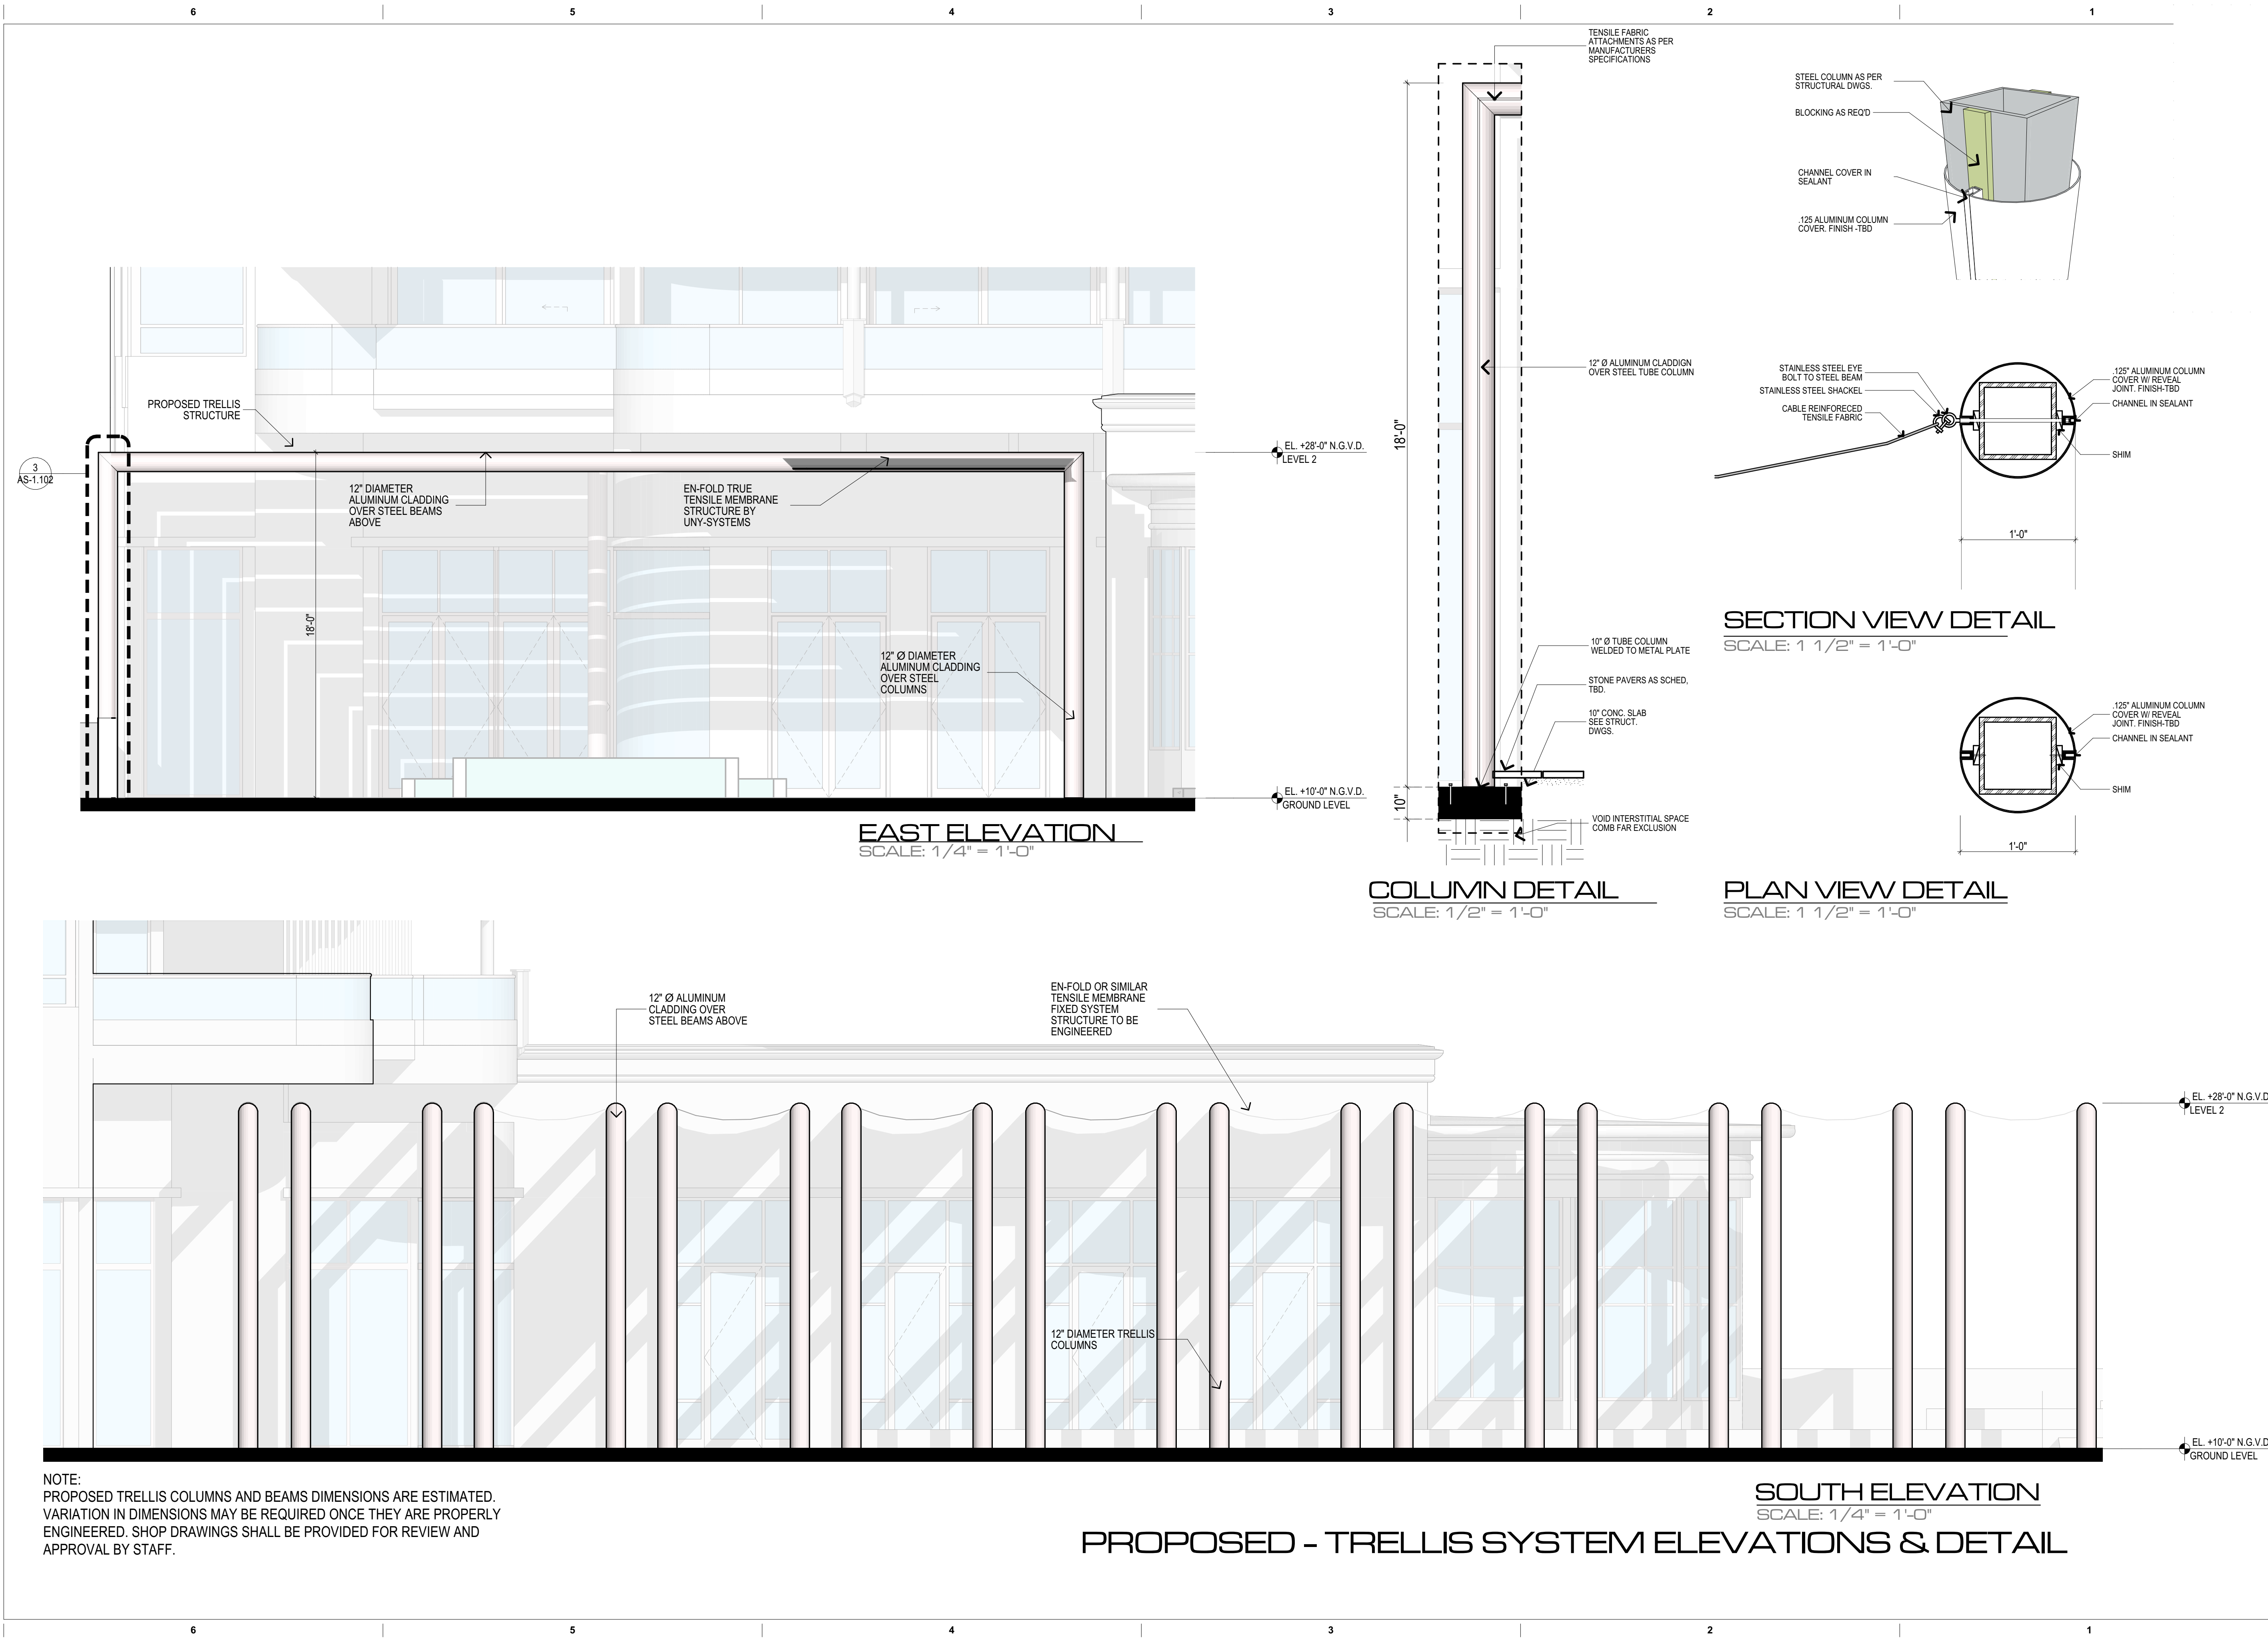 6 5 4 3 2 1
TENSILE FABRIC
ATTACHMENTS AS PER
MANUFACTURERS
SPECIFICATIONS
STEEL COLUMN AS PER
STRUCTURAL DWGS.
BLOCKING AS REQ'D
CHANNEL COVER IN
SEALANT
.125 ALUMINUM COLUMN
COVER. FINISH -TBD
PROPOSED TRELLIS
STRUCTURE
3
AS-1.102
12" DIAMETER
ALUMINUM CLADDING
OVER STEEL BEAMS
ABOVE
EN-FOLD TRUE
TENSILE MEMBRANE
STRUCTURE BY
UNY-SYSTEMS
18'-0"
12" Ø DIAMETER
ALUMINUM CLADDING
OVER STEEL
COLUMNS
EL. +28'-0" N.G.V.D.
LEVEL 2
EL. +10'-0" N.G.V.D.
GROUND LEVEL
EAST ELEVATION
SCALE: 1/4" = 1'-0"
18'-0"
10"
12" Ø ALUMINUM CLADDIGN
OVER STEEL TUBE COLUMN
10" Ø TUBE COLUMN
WELDED TO METAL PLATE
STONE PAVERS AS SCHED,
TBD.
10" CONC. SLAB
SEE STRUCT.
DWGS.
VOID INTERSTITIAL SPACE
COMB FAR EXCLUSION
COLUMN DETAIL
SCALE: 1/2" = 1'-0"
STAINLESS STEEL EYE
BOLT TO STEEL BEAM
STAINLESS STEEL SHACKEL
CABLE REINFORECED
TENSILE FABRIC
.125" ALUMINUM COLUMN
COVER W/ REVEAL
JOINT. FINISH-TBD
CHANNEL IN SEALANT
SHIM
1'-0"
SECTION VIEW DETAIL
SCALE: 1 1/2" = 1'-0"
.125" ALUMINUM COLUMN
COVER W/ REVEAL
JOINT. FINISH-TBD
CHANNEL IN SEALANT
SHIM
1'-0"
PLAN VIEW DETAIL
SCALE: 1 1/2" = 1'-0"
12" Ø ALUMINUM
CLADDING OVER
STEEL BEAMS ABOVE
EN-FOLD OR SIMILAR
TENSILE MEMBRANE
FIXED SYSTEM
STRUCTURE TO BE
ENGINEERED
12" DIAMETER TRELLIS
COLUMNS
EL. +28'-0" N.G.V.D
LEVEL 2
EL. +10'-0" N.G.V.D
GROUND LEVEL
NOTE:
PROPOSED TRELLIS COLUMNS AND BEAMS DIMENSIONS ARE ESTIMATED.
VARIATION IN DIMENSIONS MAY BE REQUIRED ONCE THEY ARE PROPERLY
ENGINEERED. SHOP DRAWINGS SHALL BE PROVIDED FOR REVIEW AND
APPROVAL BY STAFF.
SOUTH ELEVATION
SCALE: 1/4" = 1'-0"
PROPOSED - TRELLIS SYSTEM ELEVATIONS & DETAIL
6 5 4 3 2 1